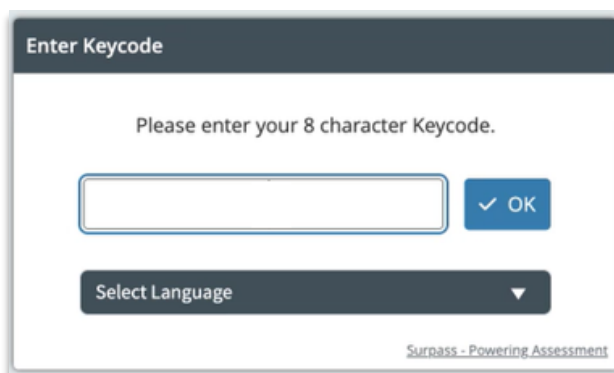 Enter Keycode
Please enter your 8 character Keycode.
OK
Select Language
Surpass - Powering Assessment